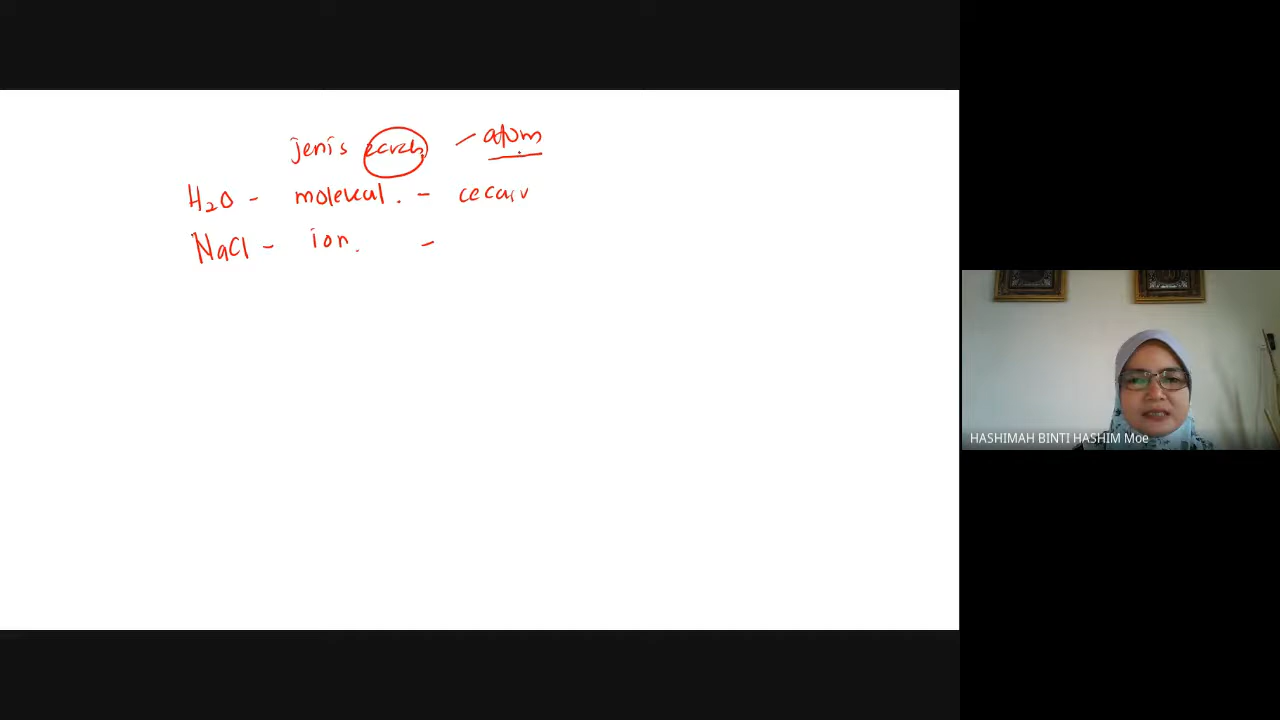 jenis zarah - atom
H₂O - molekul. - cecair
NaCl - ion. -
HASHIMAH BINTI HASHIM Moe